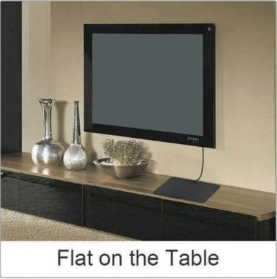 Flat on the Table